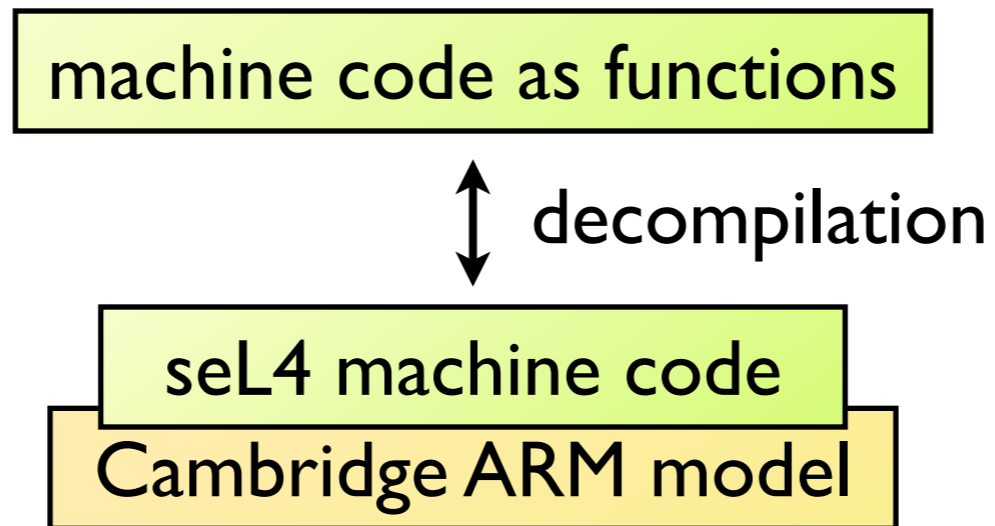 machine code as functions
decompilation
seL4 machine code
Cambridge ARM model